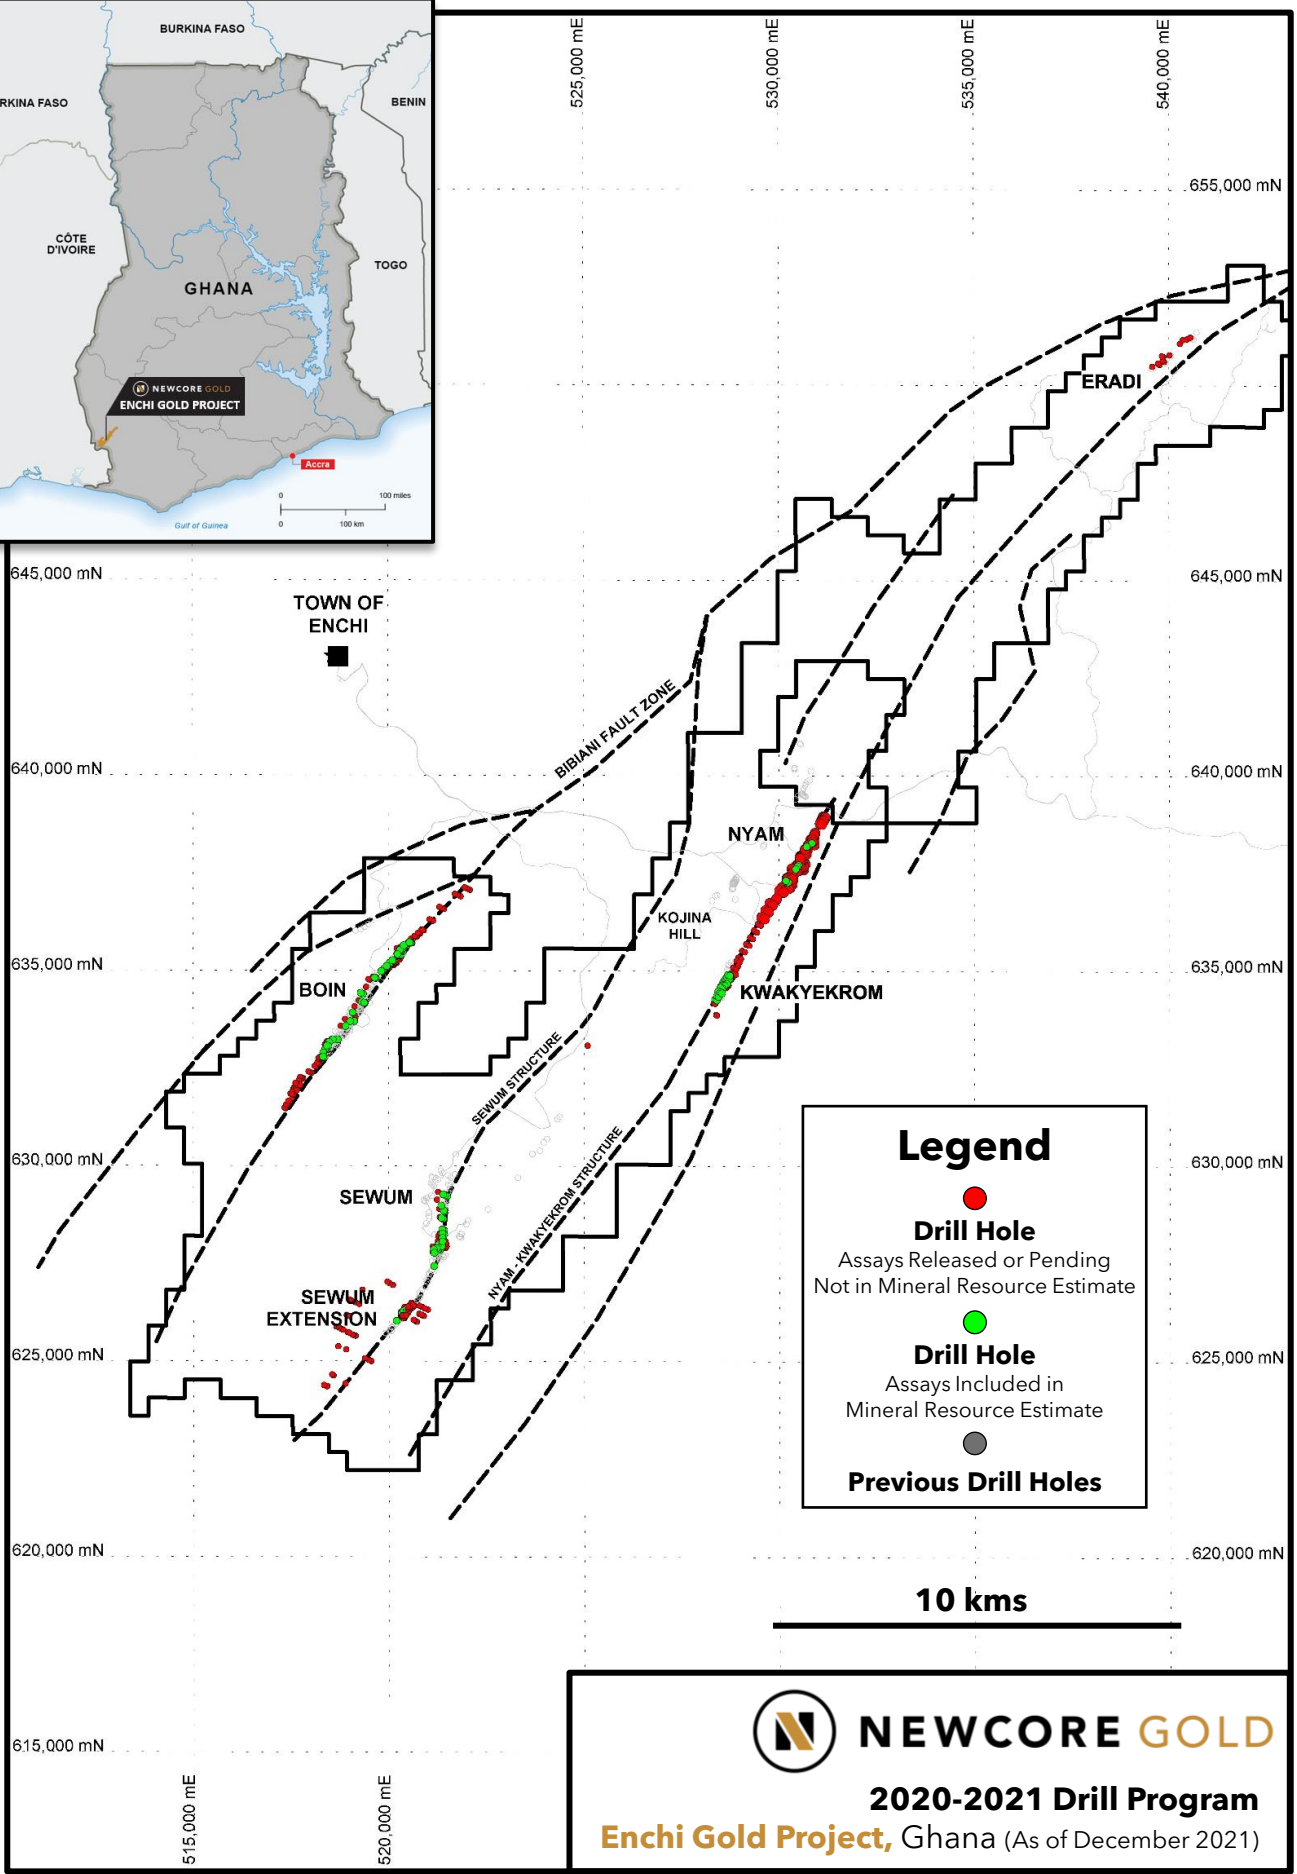 BURKINA FASO
RKINA FASO
BENIN
CÔTE
D'IVOIRE
TOGO
GHANA
NEWCORE GOLD
ENCHI GOLD PROJECT
Accra
0 100 miles
0 100 km
Gulf of Guinea
525,000 mE
530,000 mE
535,000 mE
540,000 mE
655,000 mN
ERADI
645,000 mN
645,000 mN
TOWN OF
ENCHI
BIBIANI FAULT ZONE
640,000 mN
640,000 mN
NYAM
KOJINA
HILL
635,000 mN
635,000 mN
BOIN
KWAKYEKROM
SEWUM STRUCTURE
630,000 mN
630,000 mN
NYAM - KWAKYEKROM STRUCTURE
SEWUM
SEWUM
EXTENSION
625,000 mN
625,000 mN
Legend
Drill Hole
Assays Released or Pending
Not in Mineral Resource Estimate
Drill Hole
Assays Included in
Mineral Resource Estimate
Previous Drill Holes
620,000 mN
620,000 mN
10 kms
615,000 mN
515,000 mE
520,000 mE
NEWCORE GOLD
2020-2021 Drill Program
Enchi Gold Project, Ghana (As of December 2021)